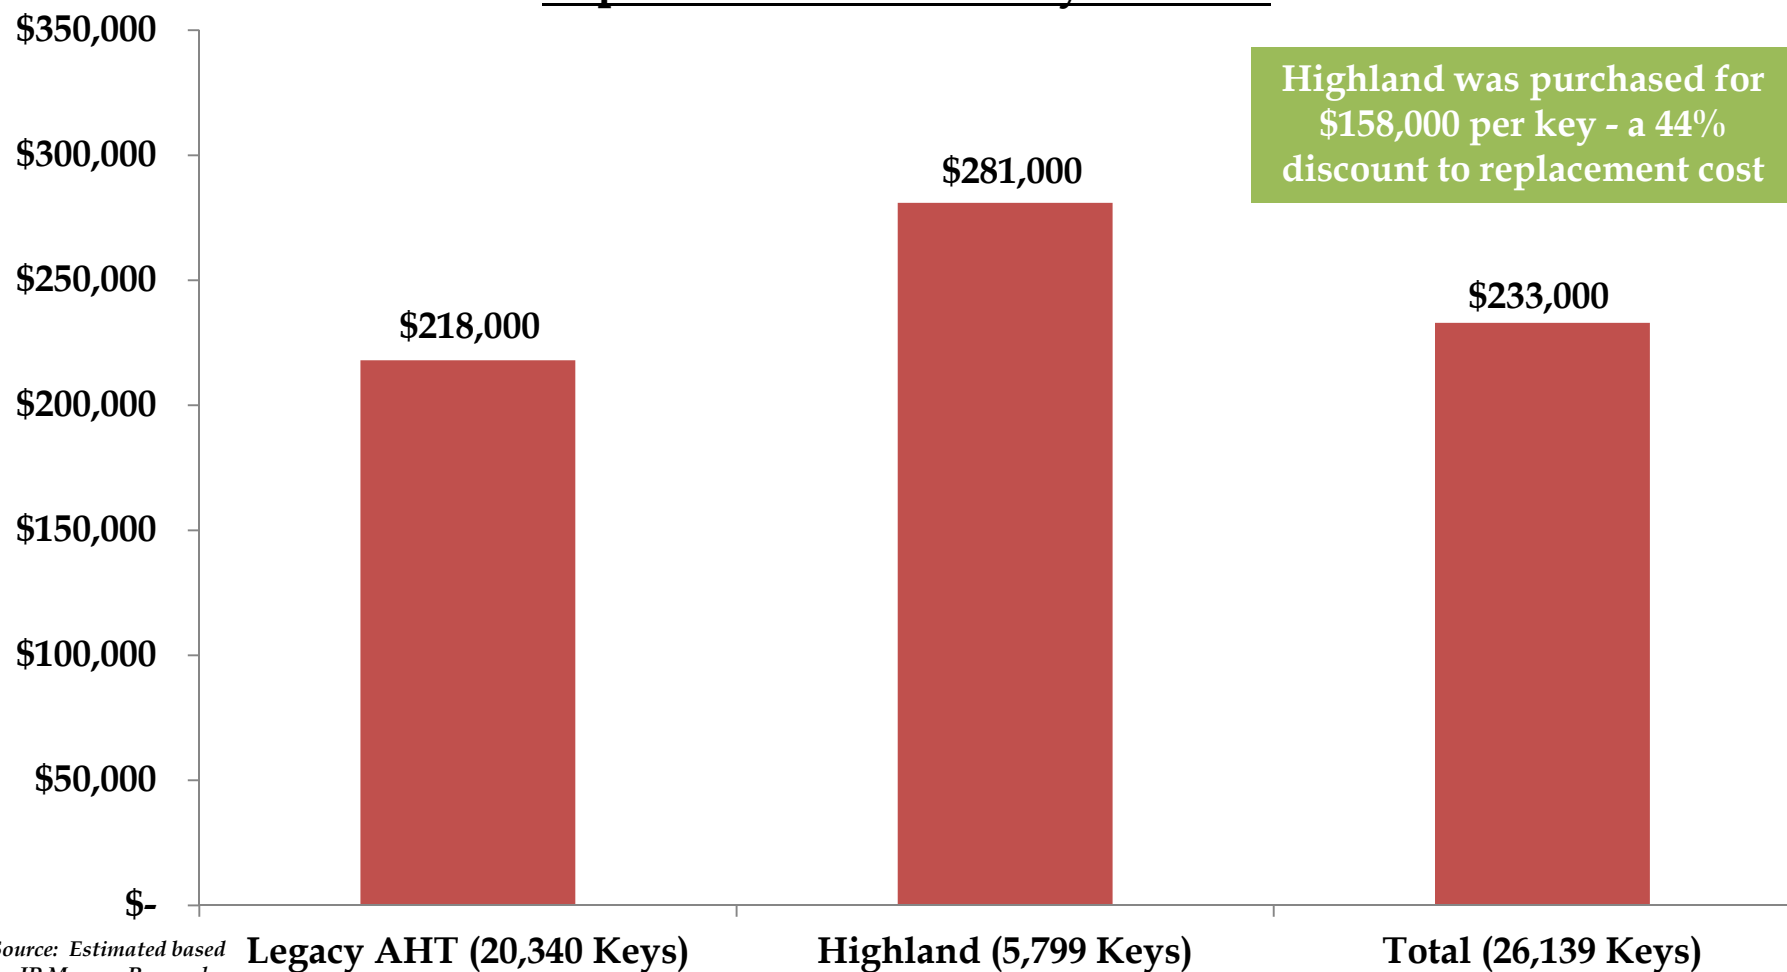 $350,000
Highland was purchased for
$158,000 per key - a 44%
discount to replacement cost
$300,000
$281,000
$250,000
$233,000
$218,000
$200,000
$150,000
$100,000
$50,000
$-
Source: Estimated based
Legacy AHT (20,340 Keys)
Highland (5,799 Keys)
Total (26,139 Keys)